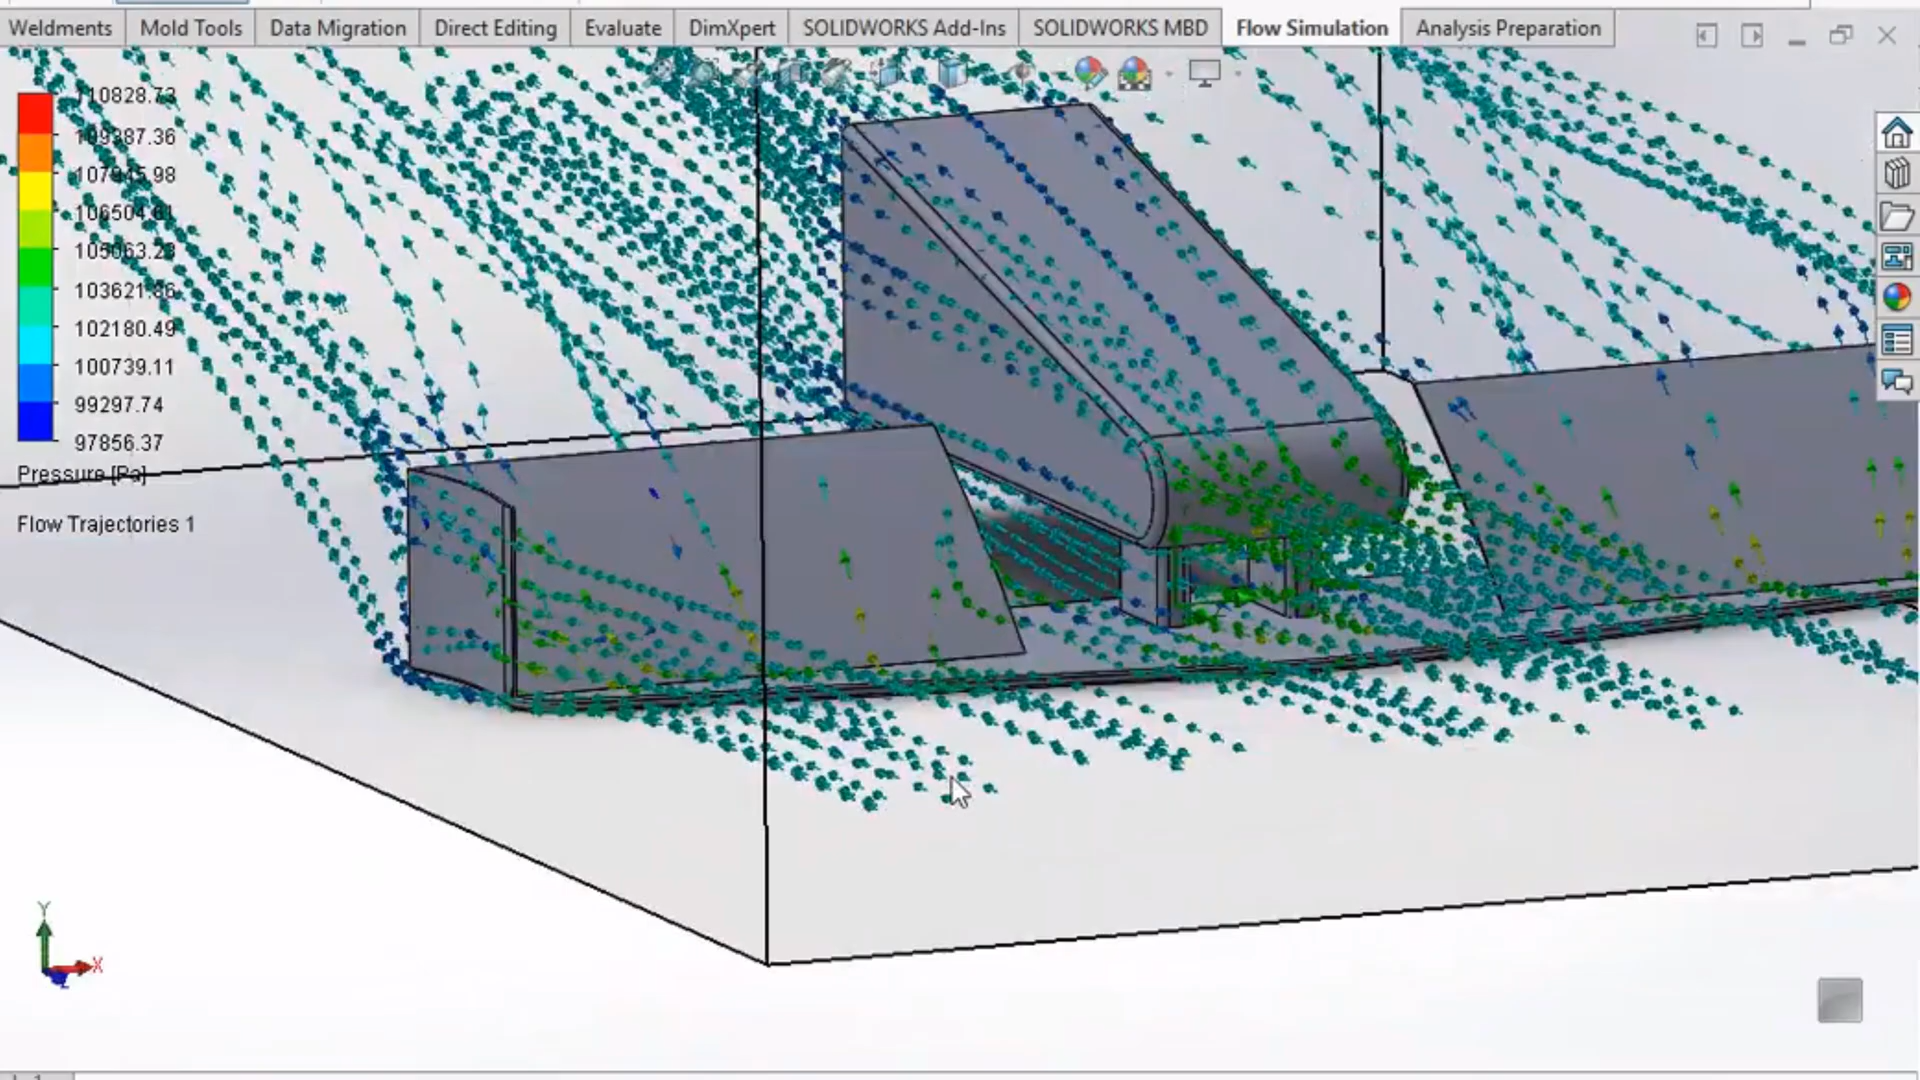 Weldments Mold Tools Data Migration Direct Editing Evaluate DimXpert SOLIDWORKS Add-Ins SOLIDWORKS MBD Flow Simulation Analysis Preparation
110828.73
109387.36
107945.98
106504.61
105063.23
103621.86
102180.49
100739.11
99297.74
97856.37
Pressure [Pa]
Flow Trajectories 1
Y
X
Z